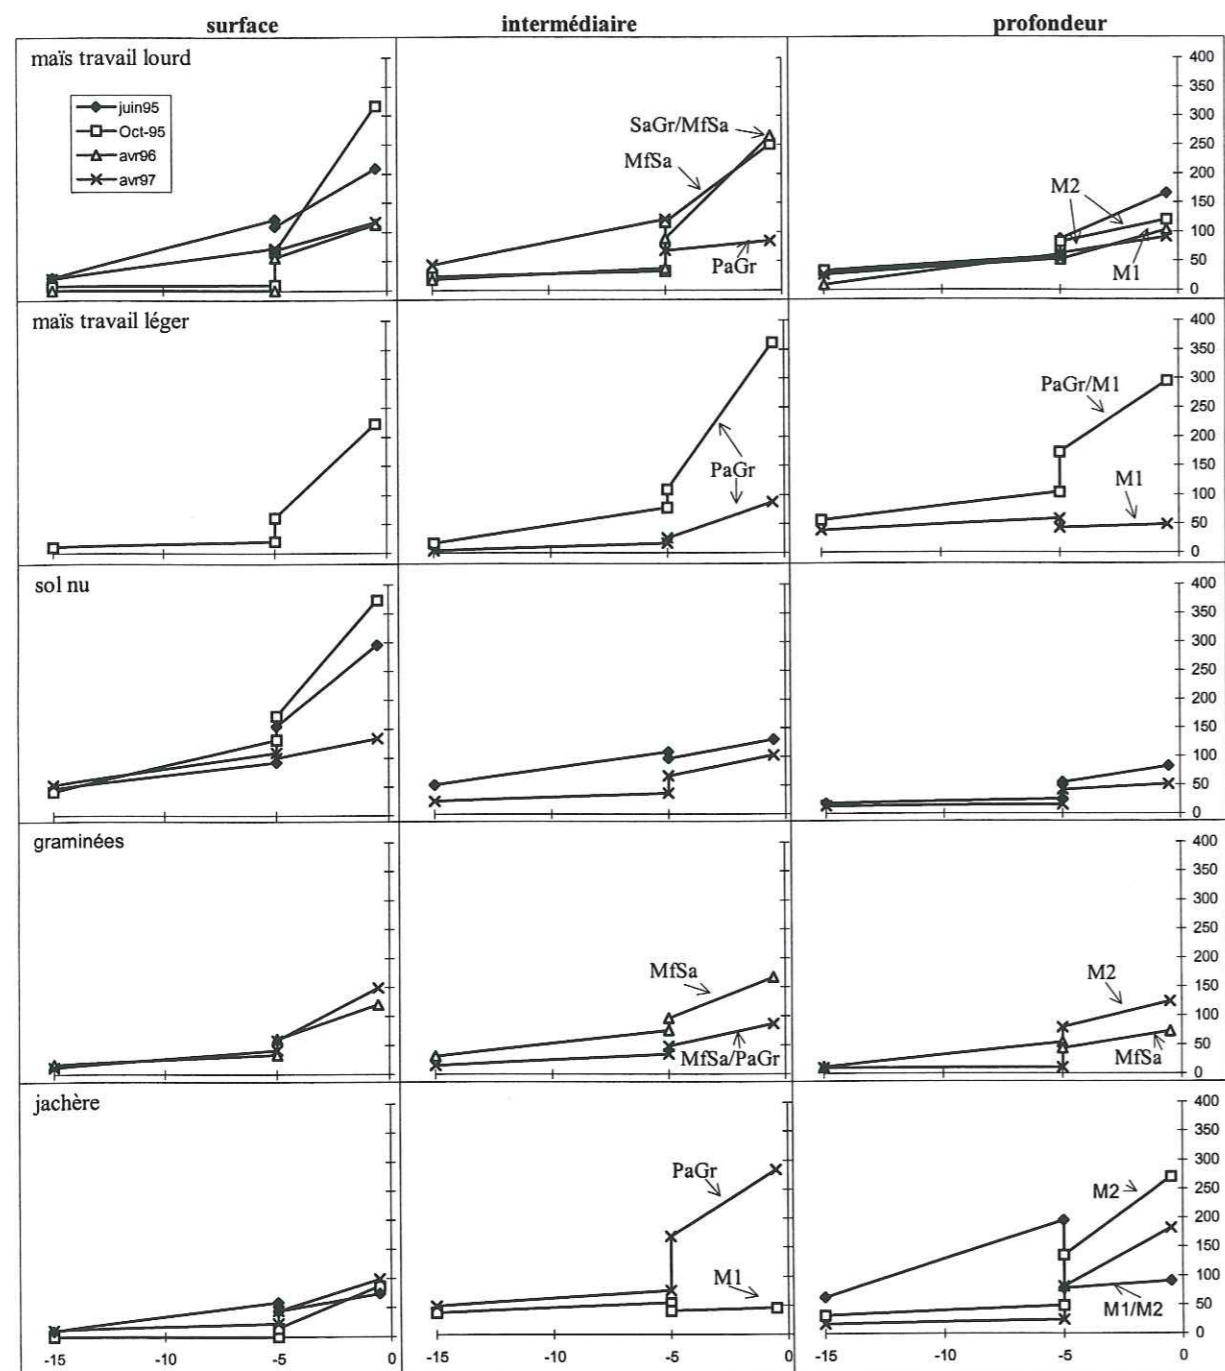 surface intermédiaire profondeur
maïs travail lourd
juin95
Oct-95
avr96
avr97
SaGr/MfSa
MfSa
PaGr
M2
M1
400
350
300
250
200
150
100
50
0
maïs travail léger
PaGr
PaGr/M1
M1
400
350
300
250
200
150
100
50
0
sol nu
400
350
300
250
200
150
100
50
0
graminées
MfSa
MfSa/PaGr
M2
MfSa
400
350
300
250
200
150
100
50
0
jachère
PaGr
M1
M2
M1/M2
400
350
300
250
200
150
100
50
0
-15 -10 -5 0 -15 -10 -5 0 -15 -10 -5 0